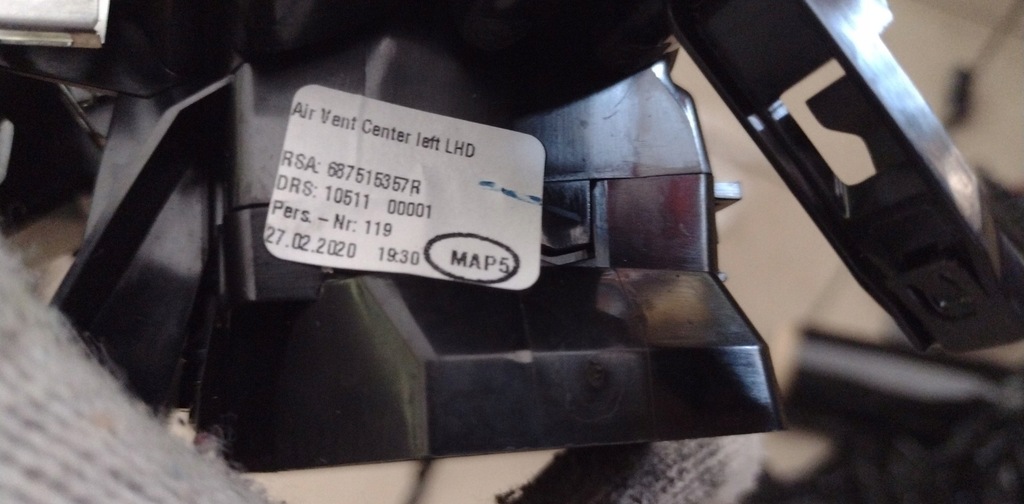 Air Vent Center left LHD
RSA: 687515357R
DRS: 10511 00001
Pers. - Nr: 119
27.02.2020 19:30 MAP5